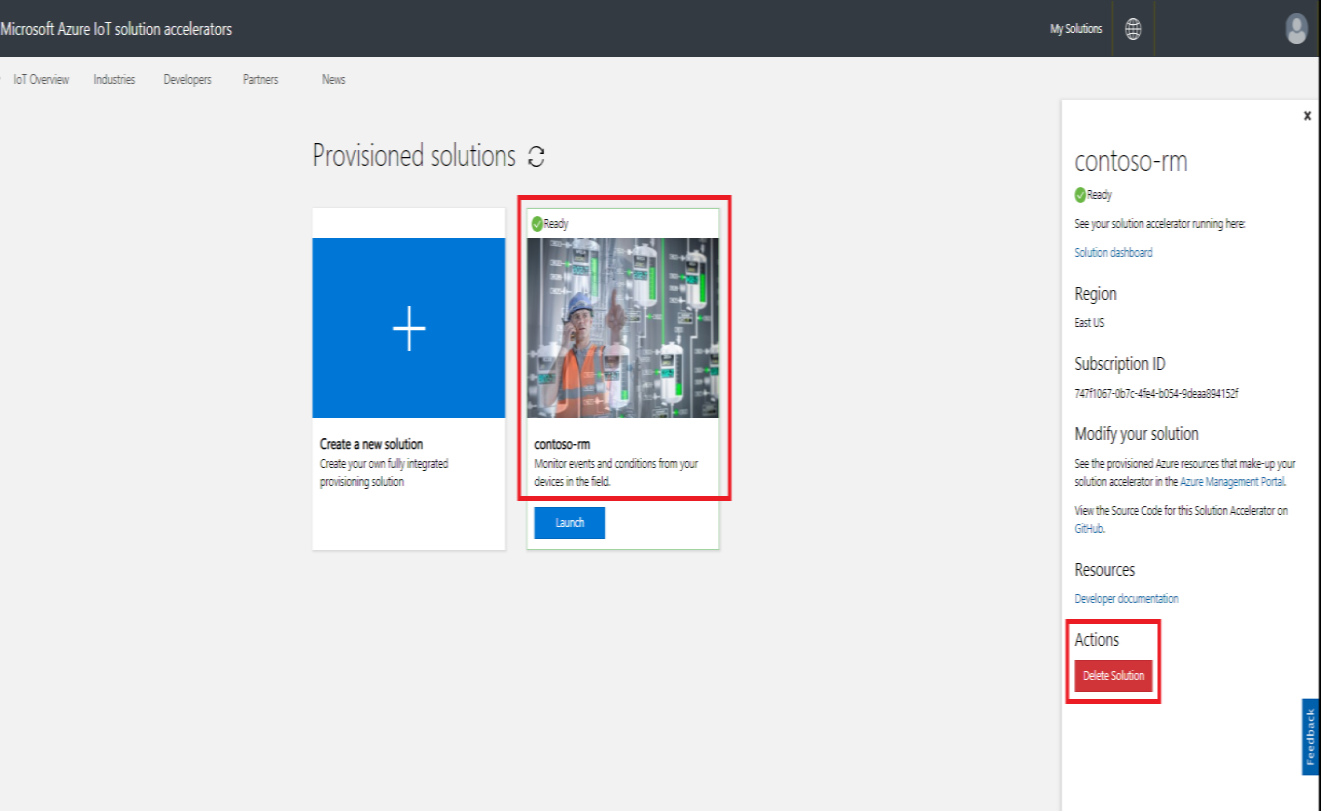 Microsoft Azure IoT solution accelerators
My Solutions
IoT Overview Industries Developers Partners News
Provisioned solutions
Ready
Create a new solution
Create your own fully integrated
provisioning solution
contoso-rm
Monitor events and conditions from your
devices in the field.
Launch
x
contoso-rm
Ready
See your solution accelerator running here:
Solution dashboard
Region
East US
Subscription ID
747f1067-0b7c-4fe4-b054-9deaa894152f
Modify your solution
See the provisioned Azure resources that make-up your
solution accelerator in the Azure Management Portal.
View the Source Code for this Solution Accelerator on
GitHub.
Resources
Developer documentation
Actions
Delete Solution
Feedback